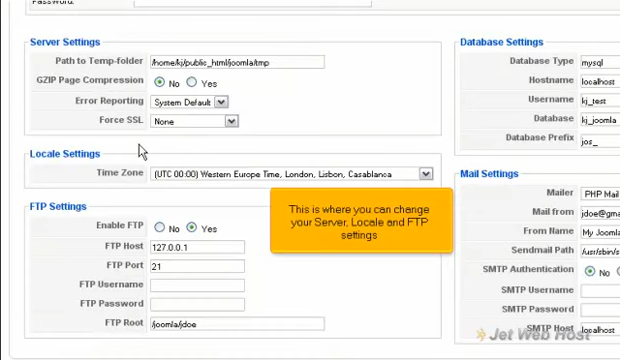 Server Settings
Path to Temp-folder /home/kj/public_html/joomla/tmp
GZIP Page Compression No Yes
Error Reporting System Default
Force SSL None
Locale Settings
Time Zone (UTC 00:00) Western Europe Time, London, Lisbon, Casablanca
FTP Settings
Enable FTP No Yes
FTP Host 127.0.0.1
FTP Port 21
FTP Username
FTP Password
FTP Root /joomla/jdoe
This is where you can change
your Server, Locale and FTP
settings
Database Settings
Database Type mysql
Hostname localhost
Username kj_test
Database kj_joomla
Database Prefix jos_
Mail Settings
Mailer PHP Mail
Mail from jdoe@gma
From Name My Jooml
Sendmail Path /usr/sbin/s
SMTP Authentication No
SMTP Username
SMTP Password
SMTP Host localhost
Jet Web Host